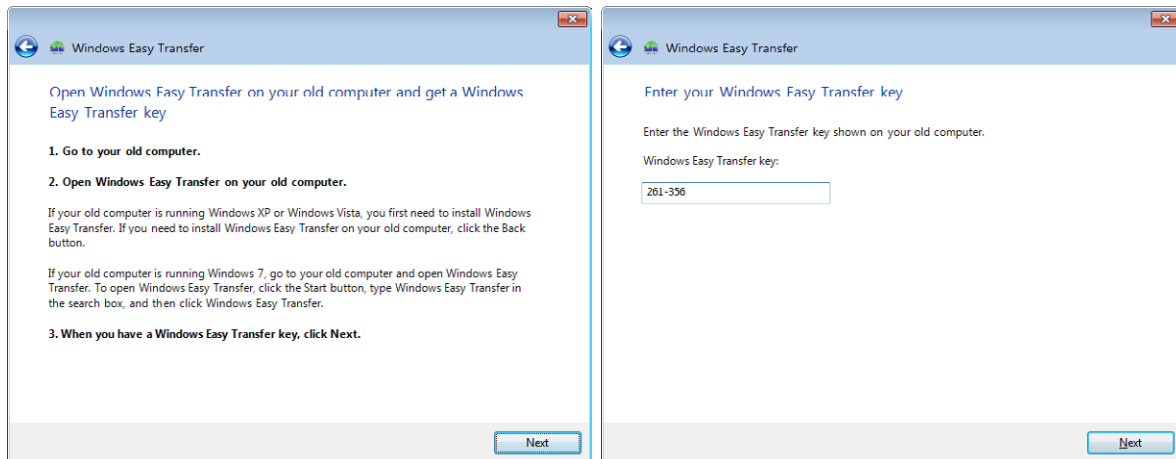 Windows Easy Transfer
Open Windows Easy Transfer on your old computer and get a Windows
Easy Transfer key
1. Go to your old computer.
2. Open Windows Easy Transfer on your old computer.
If your old computer is running Windows XP or Windows Vista, you first need to install Windows
Easy Transfer. If you need to install Windows Easy Transfer on your old computer, click the Back
button.
If your old computer is running Windows 7, go to your old computer and open Windows Easy
Transfer. To open Windows Easy Transfer, click the Start button, type Windows Easy Transfer in
the search box, and then click Windows Easy Transfer.
3. When you have a Windows Easy Transfer key, click Next.
Next
Windows Easy Transfer
Enter your Windows Easy Transfer key
Enter the Windows Easy Transfer key shown on your old computer.
Windows Easy Transfer key:
261-356
Next